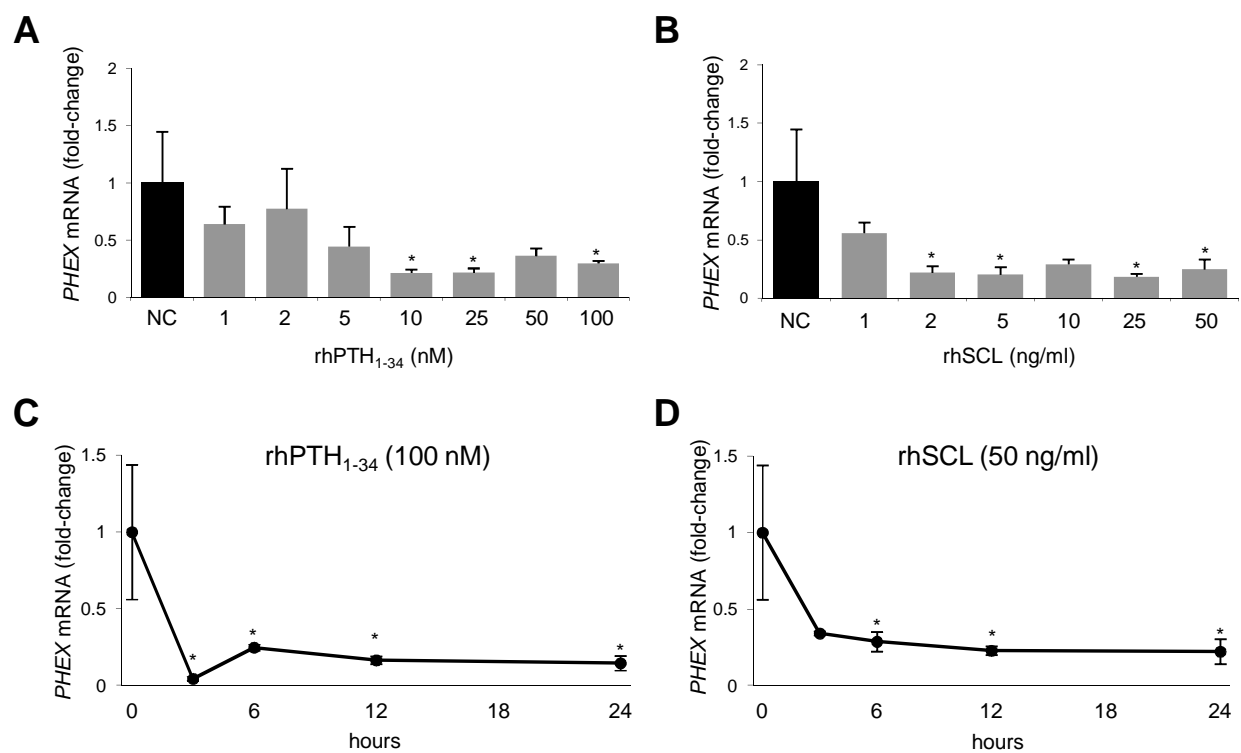 A
PHEX mRNA (fold-change)
2
1.5
1
0.5
0
* * *
NC 1 2 5 10 25 50 100
rhPTH1-34 (nM)
B
PHEX mRNA (fold-change)
2
1.5
1
0.5
0
* * * *
NC 1 2 5 10 25 50
rhSCL (ng/ml)
C
rhPTH1-34 (100 nM)
PHEX mRNA (fold-change)
1.5
1
0.5
0
* * * *
0 6 12 18 24
hours
D
rhSCL (50 ng/ml)
PHEX mRNA (fold-change)
1.5
1
0.5
0
* * *
0 6 12 18 24
hours